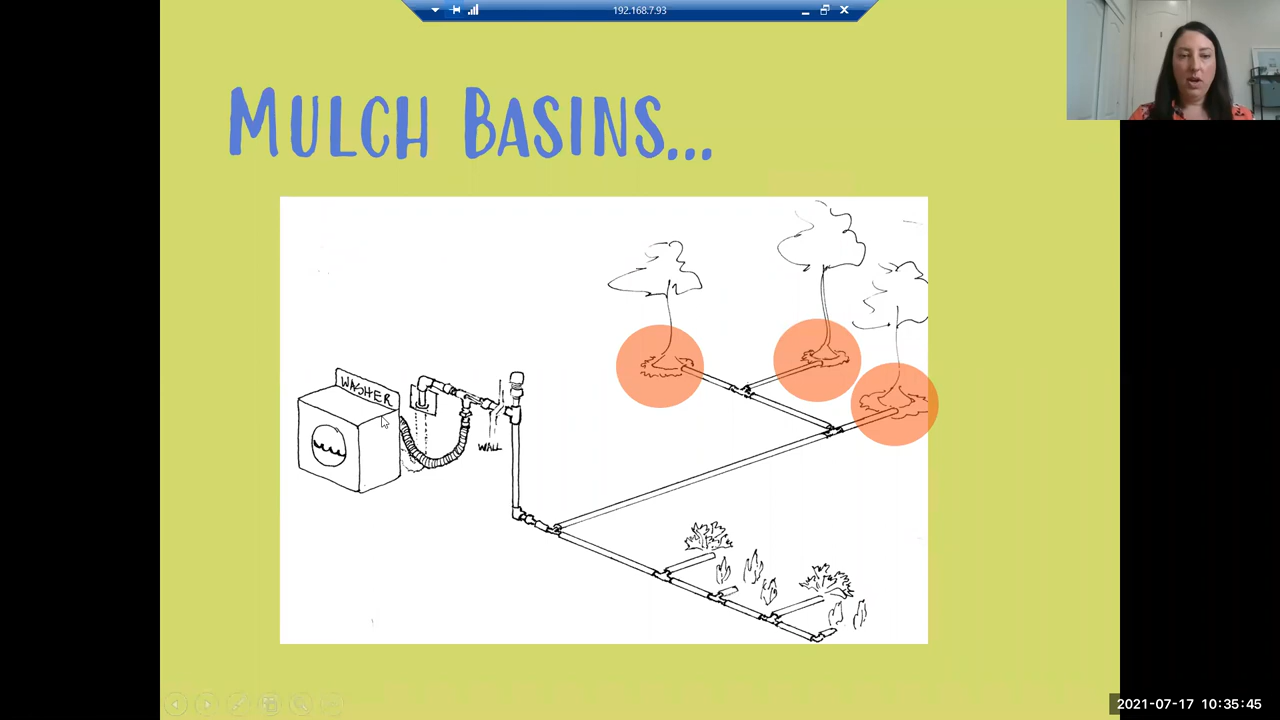 192.168.7.93
MULCH BASINS...
WASHER
WALL
2021-07-17 10:35:45